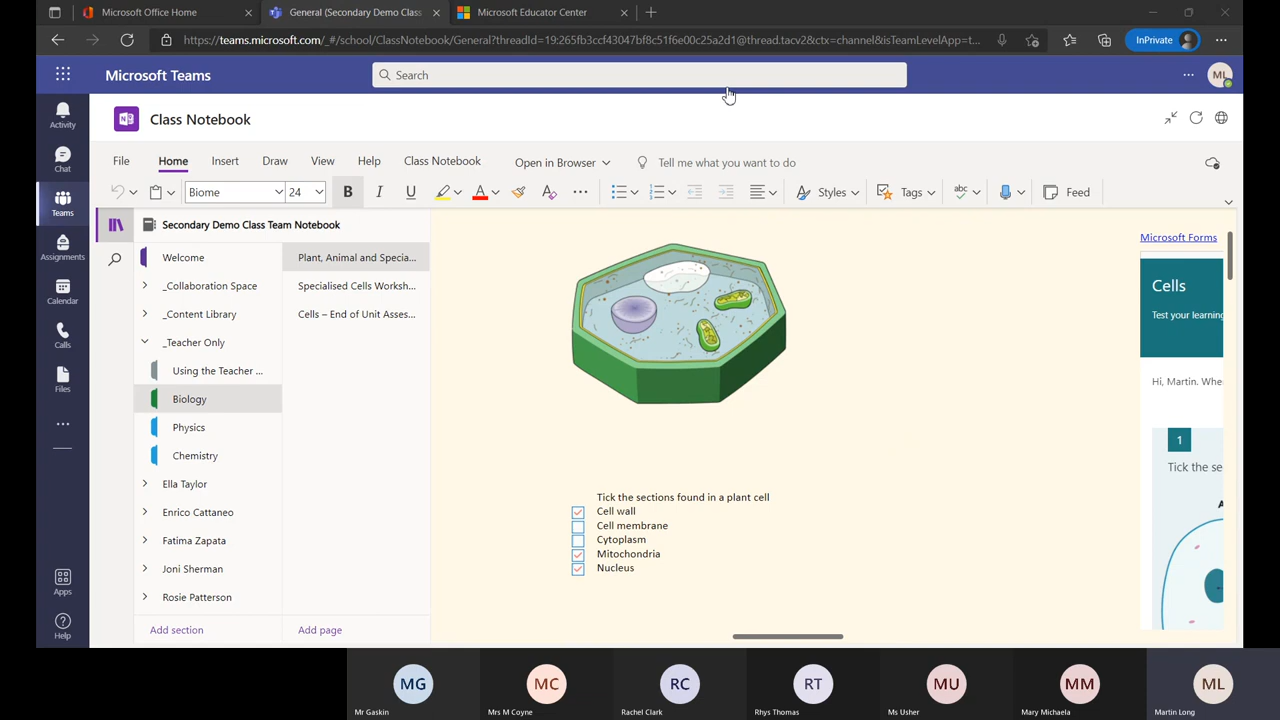 Microsoft Office Home
General (Secondary Demo Class
Microsoft Educator Center
https://teams.microsoft.com/_#/school/ClassNotebook/General?threadId=19:265fb3ccf43047bf8c51f6e00c25a2d1@thread.tacv2&ctx=channel&isTeamLevelApp=t...
InPrivate
Microsoft Teams
Search
ML
Activity
Chat
Teams
Assignments
Calendar
Calls
Files
Apps
Help
Class Notebook
File
Home
Insert
Draw
View
Help
Class Notebook
Open in Browser
Tell me what you want to do
Biome
24
B
I
U
A
Styles
Tags
abc
Feed
Secondary Demo Class Team Notebook
Welcome
_Collaboration Space
_Content Library
_Teacher Only
Using the Teacher ...
Biology
Physics
Chemistry
Ella Taylor
Enrico Cattaneo
Fatima Zapata
Joni Sherman
Rosie Patterson
Add section
Plant, Animal and Specia...
Specialised Cells Worksh...
Cells – End of Unit Asses...
Add page
Tick the sections found in a plant cell
Cell wall
Cell membrane
Cytoplasm
Mitochondria
Nucleus
Microsoft Forms
Cells
Test your learning
Hi, Martin. Whe
1
Tick the se
A
MG
Mr Gaskin
MC
Mrs M Coyne
RC
Rachel Clark
RT
Rhys Thomas
MU
Ms Usher
MM
Mary Michaela
ML
Martin Long